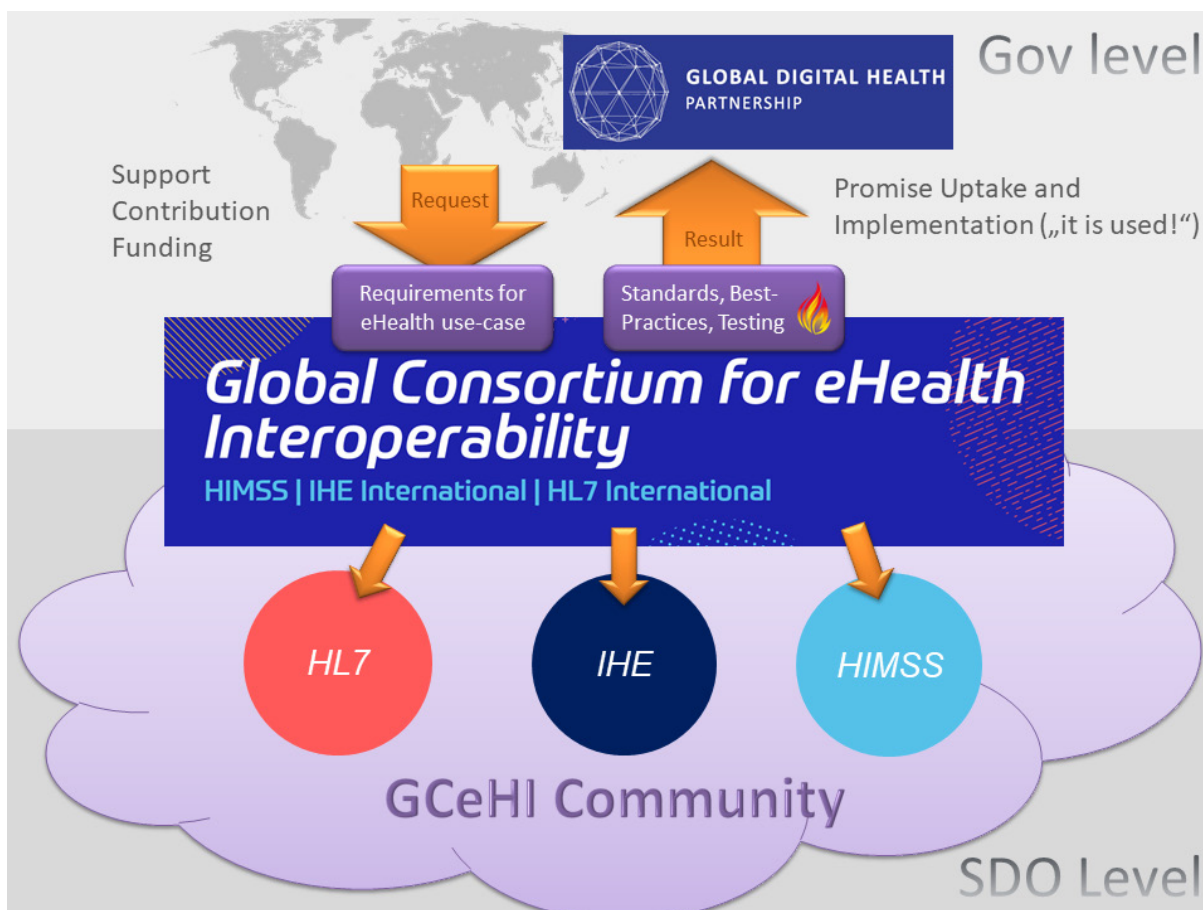 Gov level
GLOBAL DIGITAL HEALTH
PARTNERSHIP
Support
Contribution
Funding
Request
Result
Promise Uptake and
Implementation („it is used!“)
Requirements for
eHealth use-case
Standards, Best-
Practices, Testing
Global Consortium for eHealth
Interoperability
HIMSS | IHE International | HL7 International
HL7
IHE
HIMSS
GCeHI Community
SDO Level